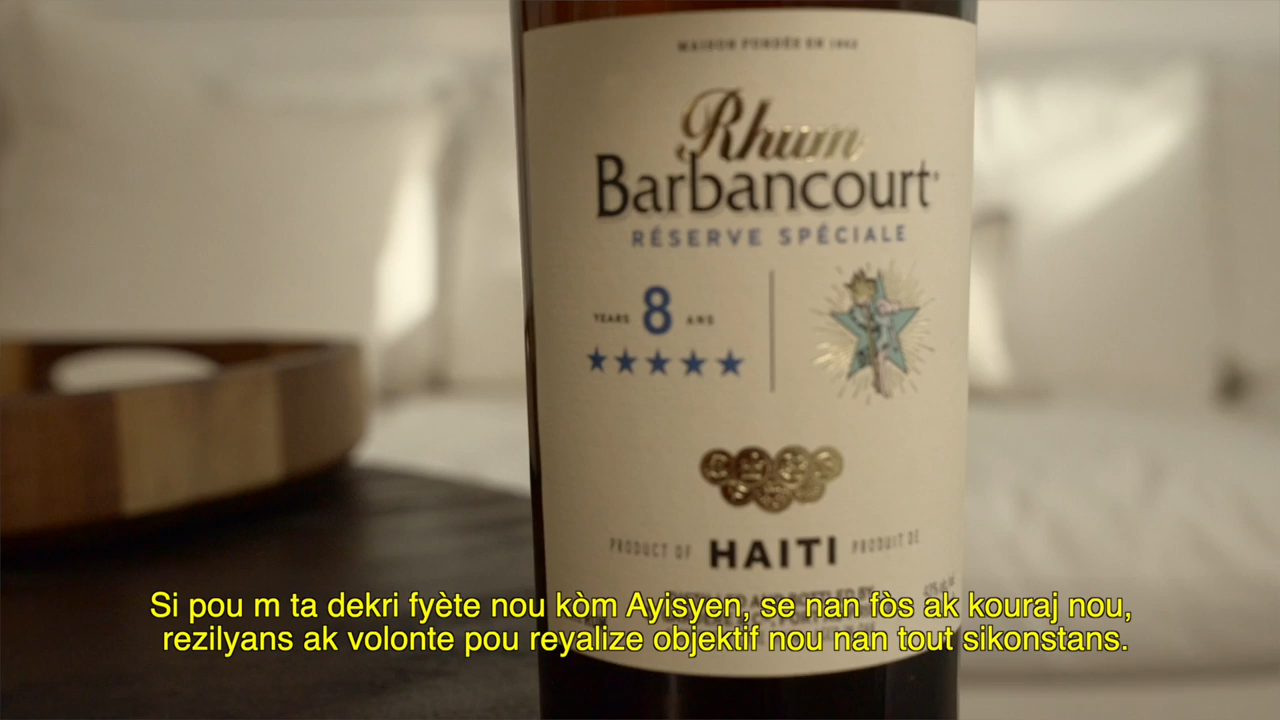 MAISON FONDÉE EN 1862
Rhum
Barbancourt
RÉSERVE SPÉCIALE
YEARS 8 ANS
PRODUCT OF HAITI PRODUIT DE
Si pou m ta dekri fyète nou kòm Ayisyen, se nan fòs ak kouraj nou,
rezilyans ak volonte pou reyalize objektif nou nan tout sikonstans.